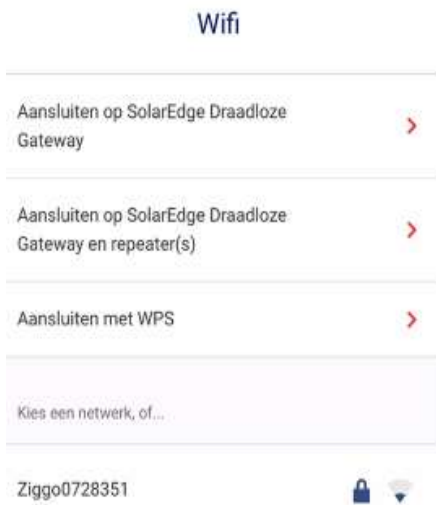 Wifi
Aansluiten op SolarEdge Draadloze
Gateway
Aansluiten op SolarEdge Draadloze
Gateway en repeater(s)
Aansluiten met WPS
Kies een netwerk, of...
Ziggo0728351